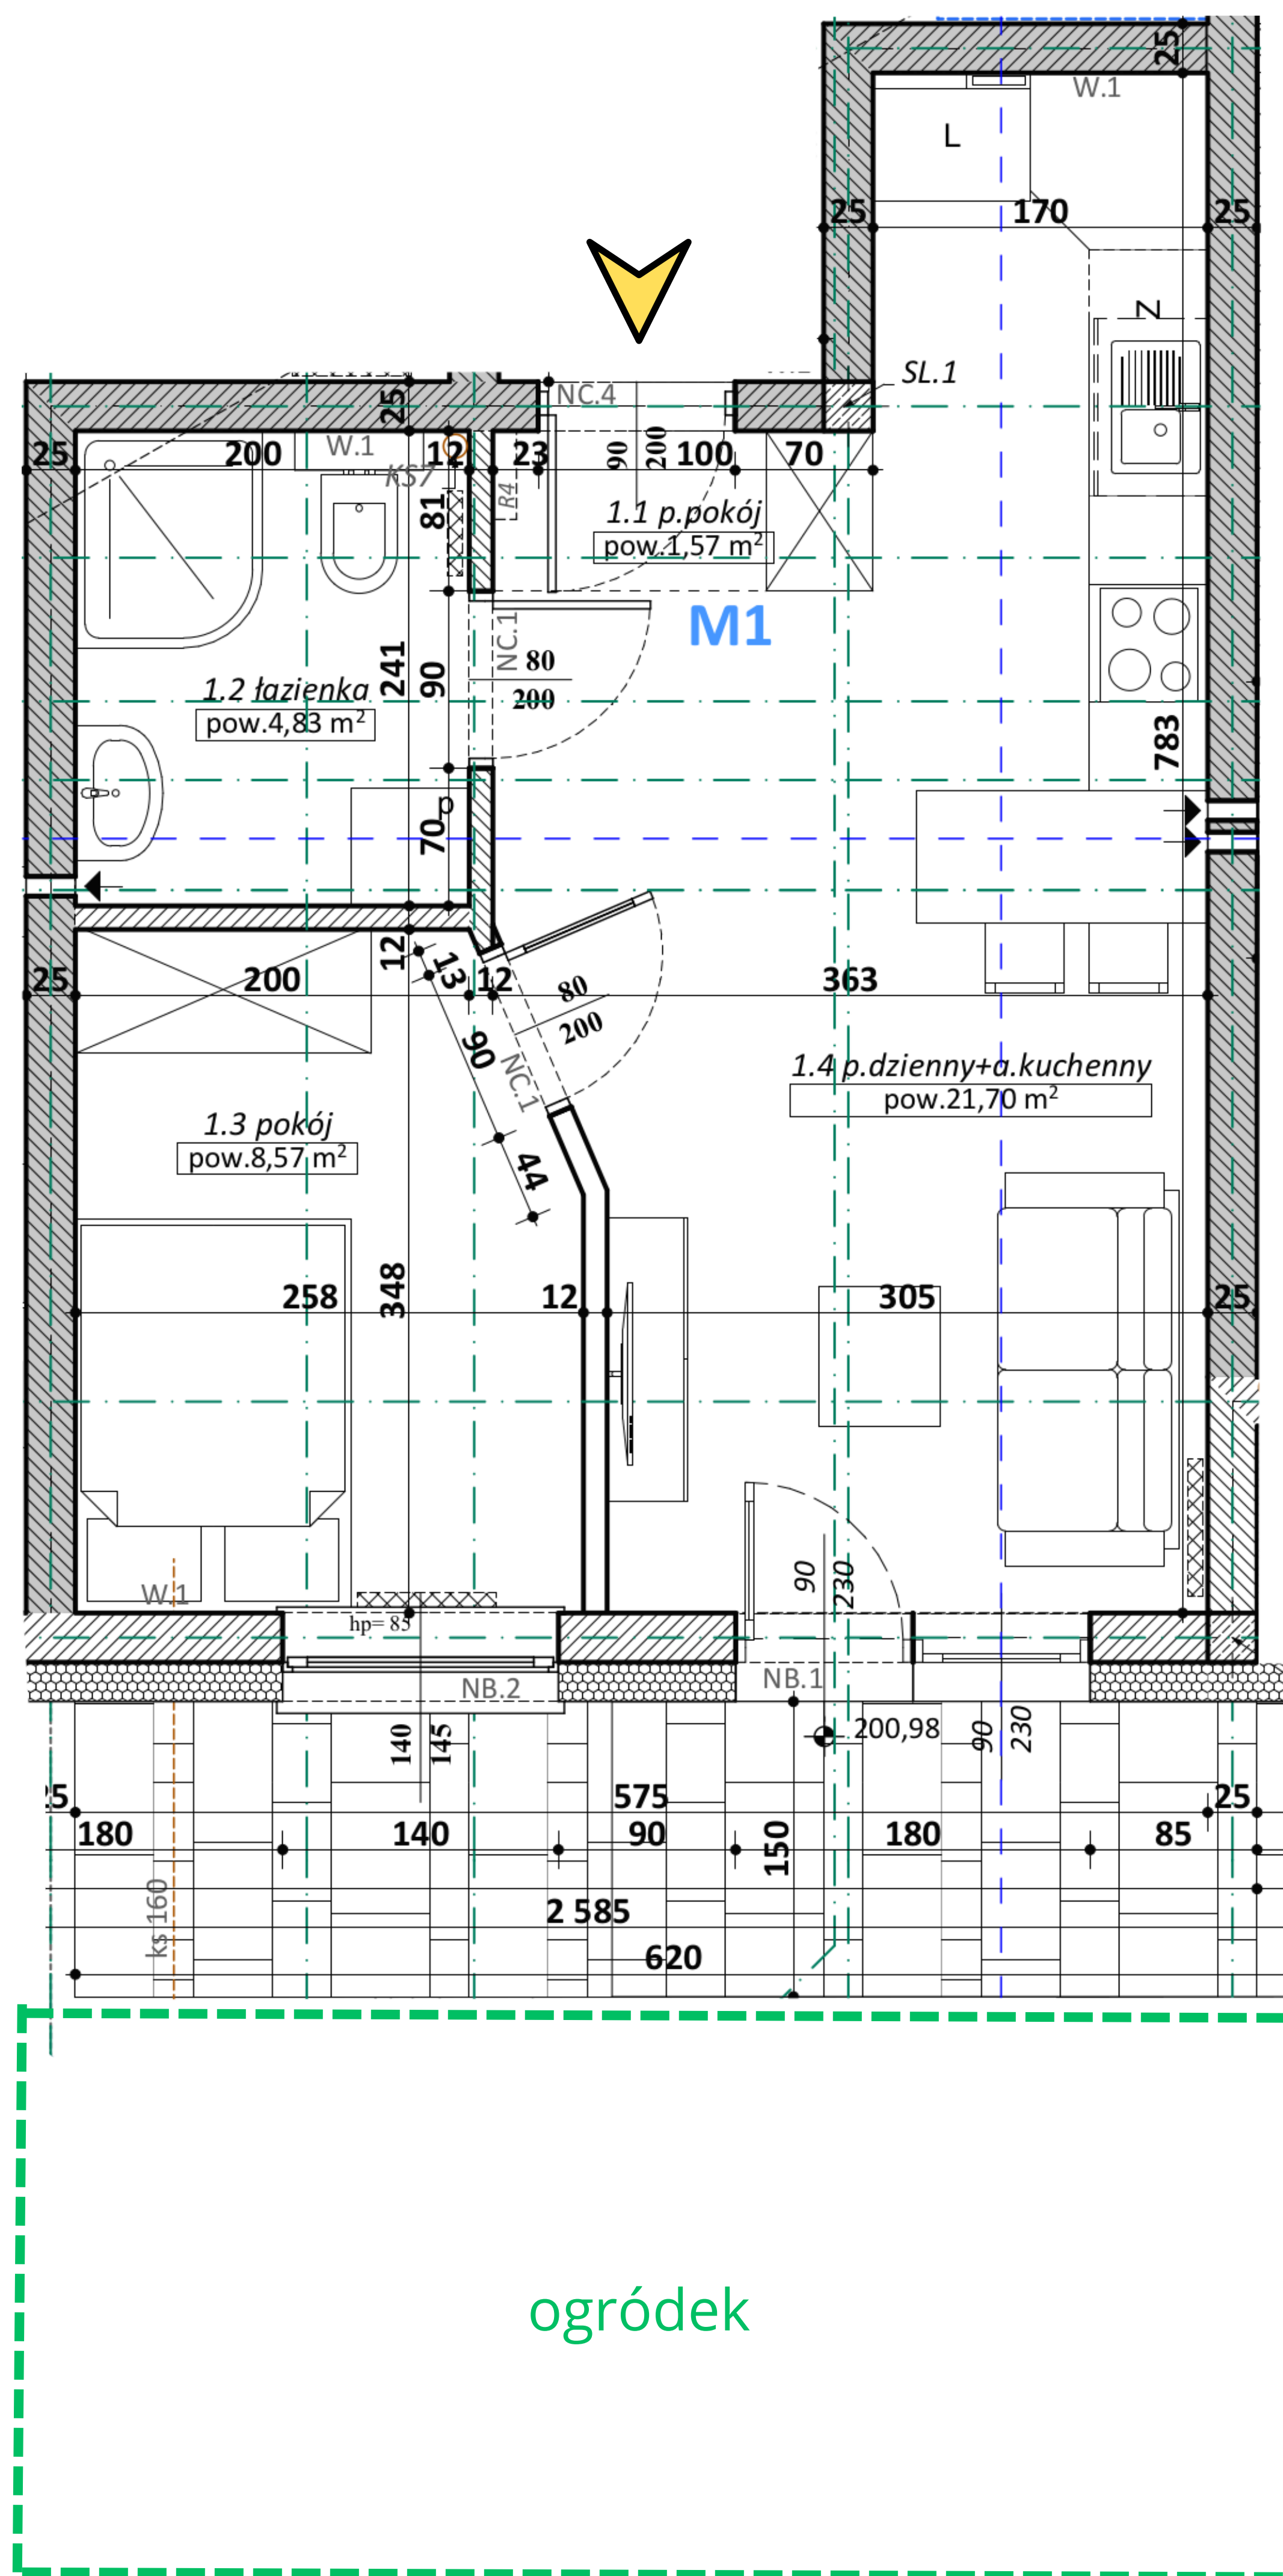 25
W.1
L
25
170
25
SL.1
Z
NC.4
25
25
200
W.1
KS7
12
23
90
200
100
70
81
R4
1.1 p.pokój
pow.1,57 m²
M1
NC.1
80
200
1.2 łazienka
pow.4,83 m²
241
90
783
p
70
12
13
25
200
12
80
200
363
90
NC.1
1.4 p.dzienny+a.kuchenny
pow.21,70 m²
1.3 pokój
pow.8,57 m²
44
258
348
12
305
25
W.1
hp= 85
90
230
NB.2
NB.1
140
145
200,98
90
230
575
25
180
140
90
150
180
85
ks 160
2 585
620
ogródek